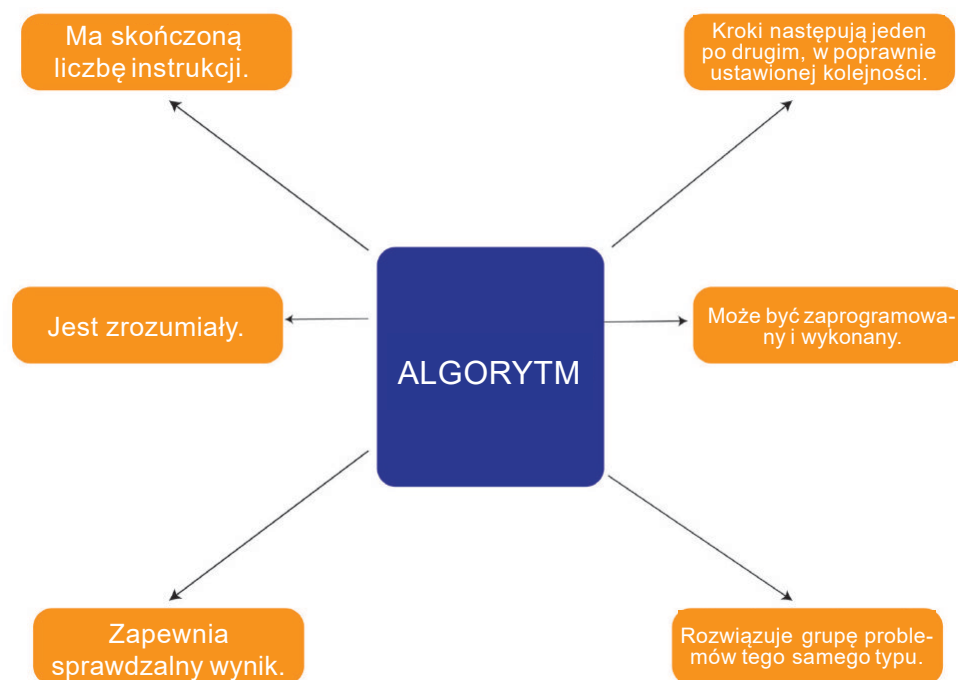 Ma skończoną
liczbę instrukcji.
Kroki następują jeden
po drugim, w poprawnie
ustawionej kolejności.
Jest zrozumiały.
Może być zaprogramowa-
ny i wykonany.
ALGORYTM
Zapewnia
sprawdzalny wynik.
Rozwiązuje grupę proble-
mów tego samego typu.